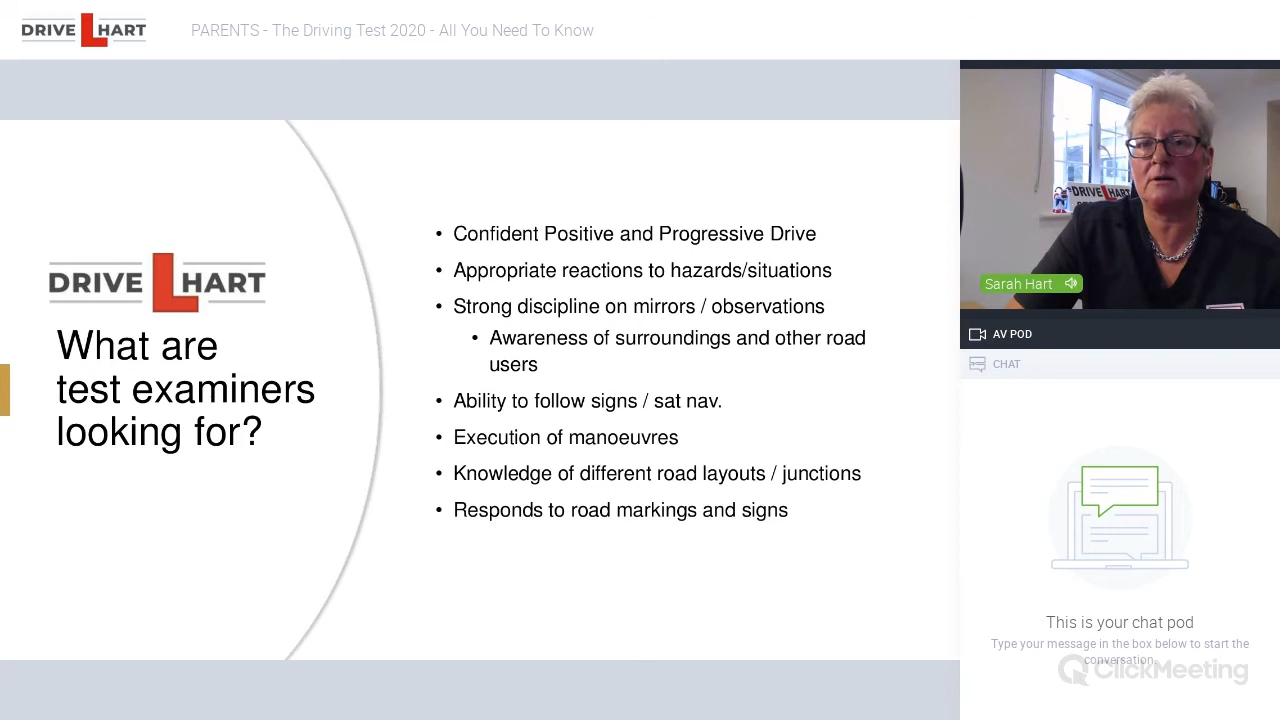 DRIVE L HART
PARENTS - The Driving Test 2020 - All You Need To Know
DRIVE L HART
What are
test examiners
looking for?
• Confident Positive and Progressive Drive
• Appropriate reactions to hazards/situations
• Strong discipline on mirrors / observations
• Awareness of surroundings and other road
users
• Ability to follow signs / sat nav.
• Execution of manoeuvres
• Knowledge of different road layouts / junctions
• Responds to road markings and signs
DRIVE L HART
Sarah Hart
AV POD
CHAT
This is your chat pod
Type your message in the box below to start the
conversation.
ClickMeeting